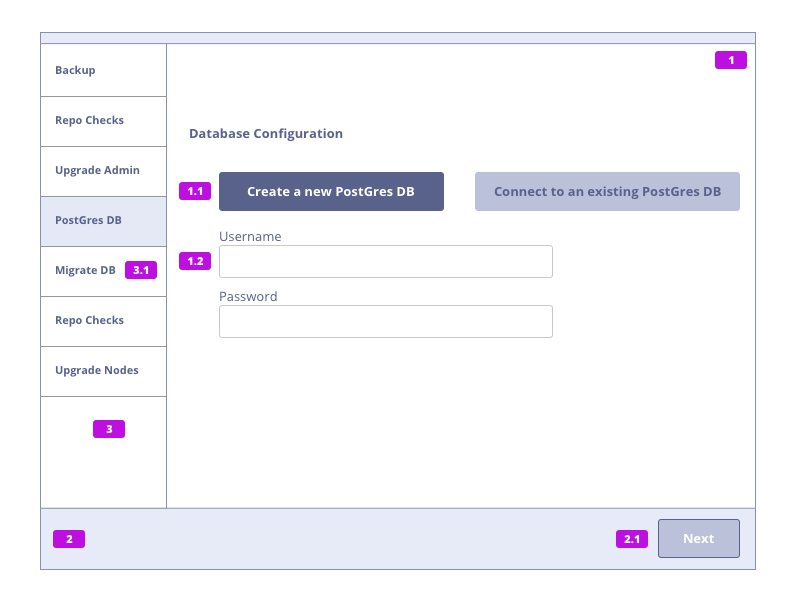 Backup
Repo Checks
Upgrade Admin
PostGres DB
Migrate DB 3.1
Repo Checks
Upgrade Nodes
3
1
Database Configuration
1.1 Create a new PostGres DB Connect to an existing PostGres DB
Username
1.2
Password
2 2.1 Next